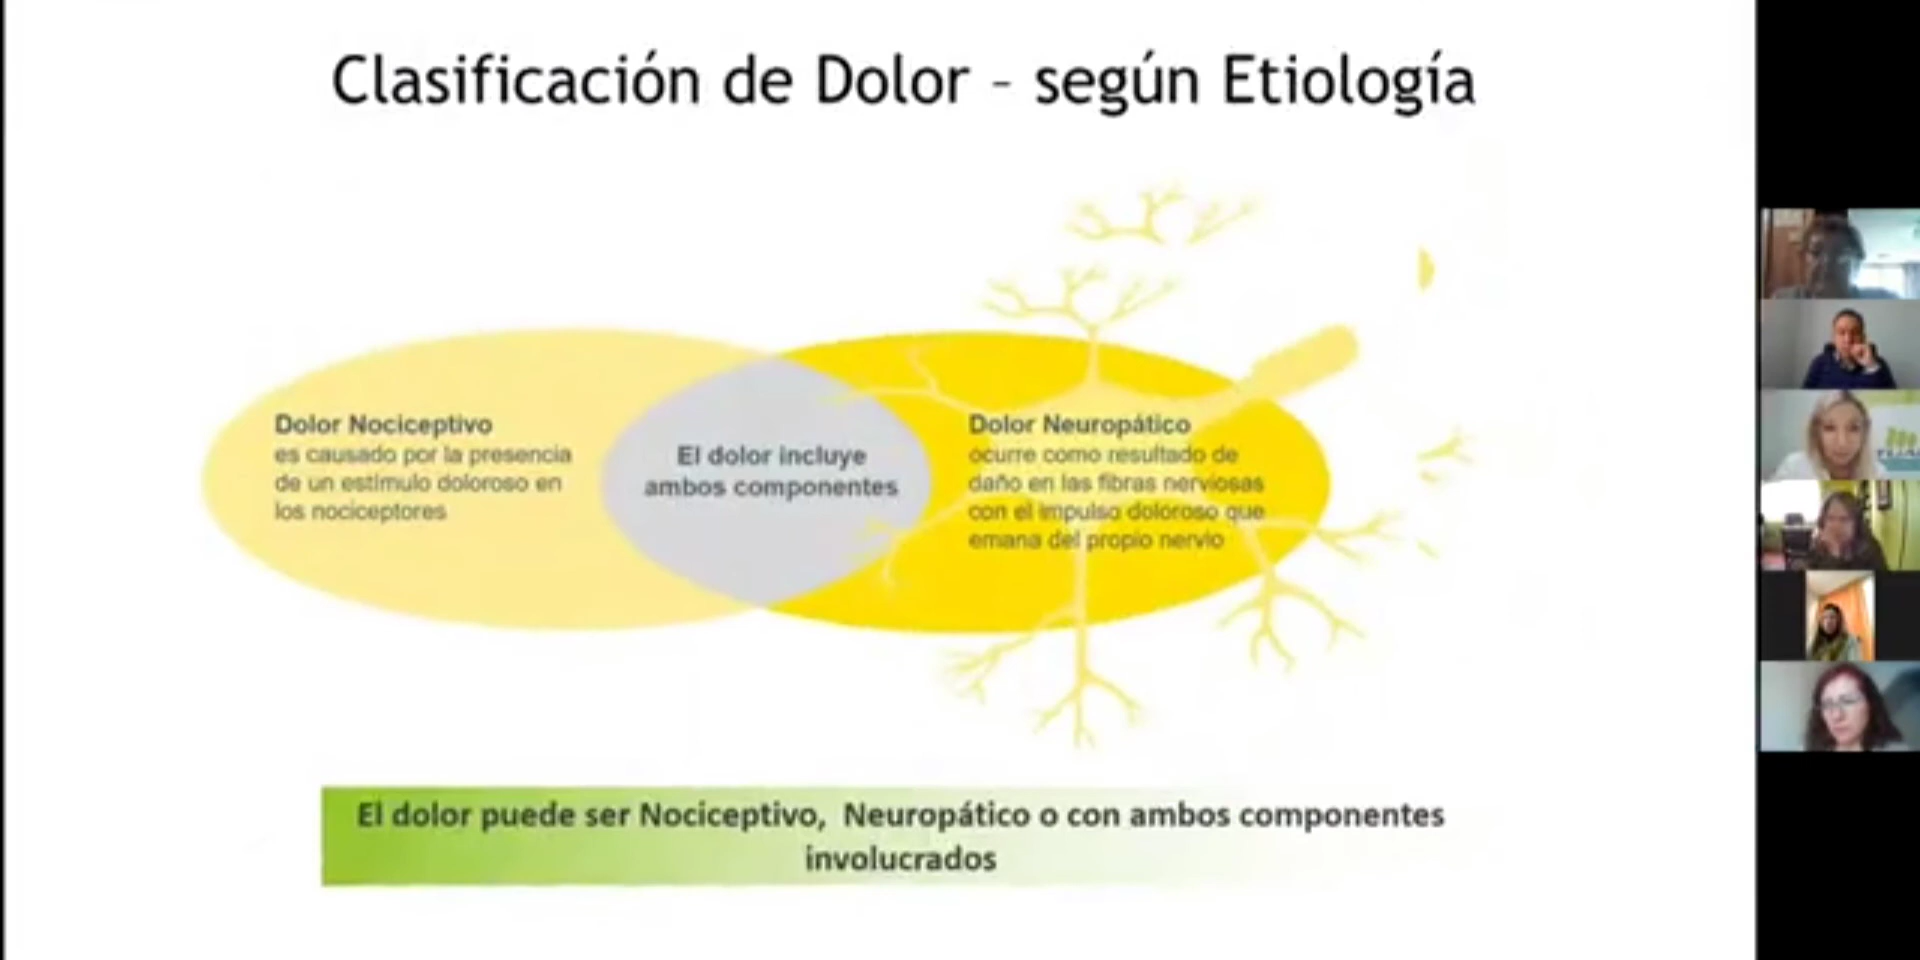 Clasificación de Dolor – según Etiología
Dolor Nociceptivo
es causado por la presencia
de un estímulo doloroso en
los nociceptores
El dolor incluye
ambos componentes
Dolor Neuropático
ocurre como resultado de
daño en las fibras nerviosas
con el impulso doloroso que
emana del propio nervio
El dolor puede ser Nociceptivo, Neuropático o con ambos componentes
involucrados